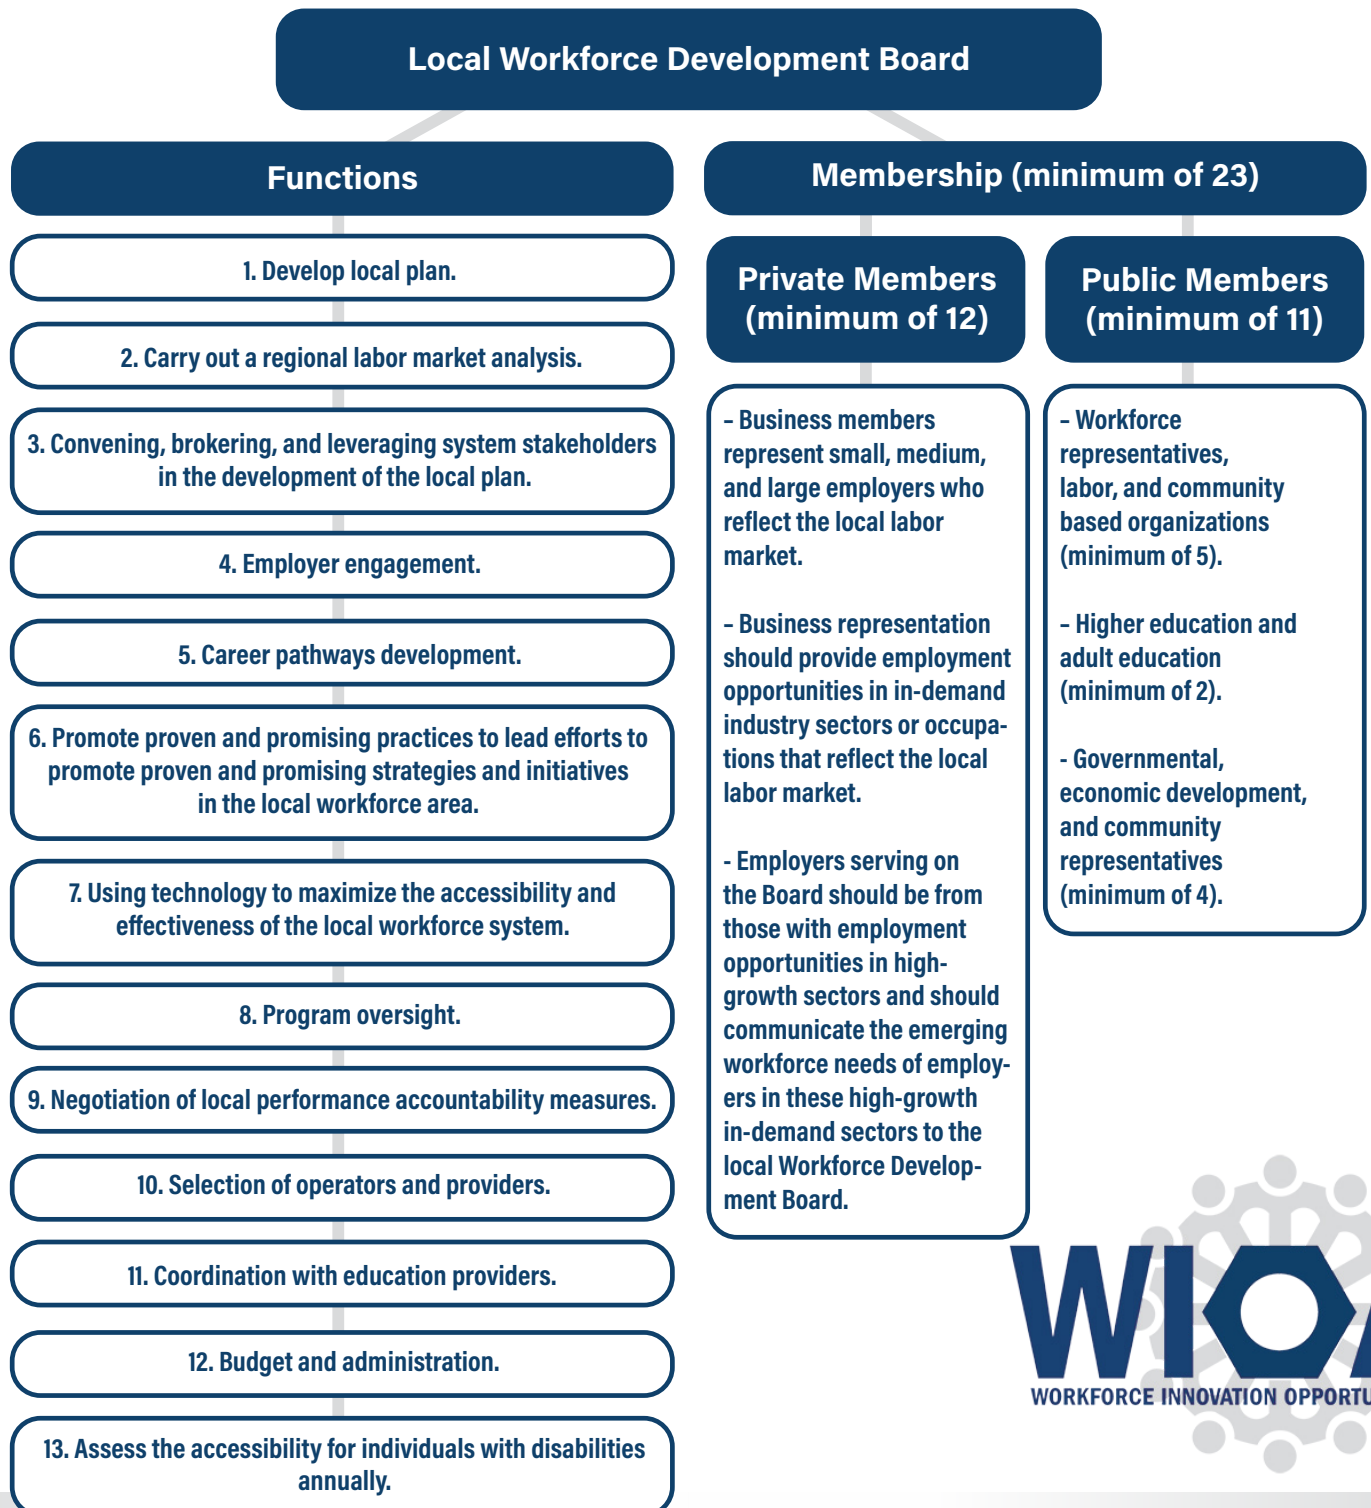 Local Workforce Development Board
Functions
1. Develop local plan.
2. Carry out a regional labor market analysis.
3. Convening, brokering, and leveraging system stakeholders
in the development of the local plan.
4. Employer engagement.
5. Career pathways development.
6. Promote proven and promising practices to lead efforts to
promote proven and promising strategies and initiatives
in the local workforce area.
7. Using technology to maximize the accessibility and
effectiveness of the local workforce system.
8. Program oversight.
9. Negotiation of local performance accountability measures.
10. Selection of operators and providers.
11. Coordination with education providers.
12. Budget and administration.
13. Assess the accessibility for individuals with disabilities
annually.
Membership (minimum of 23)
Private Members
(minimum of 12)
– Business members
represent small, medium,
and large employers who
reflect the local labor
market.
– Business representation
should provide employment
opportunities in in-demand
industry sectors or occupa-
tions that reflect the local
labor market.
- Employers serving on
the Board should be from
those with employment
opportunities in high-
growth sectors and should
communicate the emerging
workforce needs of employ-
ers in these high-growth
in-demand sectors to the
local Workforce Develop-
ment Board.
Public Members
(minimum of 11)
– Workforce
representatives,
labor, and community
based organizations
(minimum of 5).
– Higher education and
adult education
(minimum of 2).
- Governmental,
economic development,
and community
representatives
(minimum of 4).
WIOA
WORKFORCE INNOVATION OPPORTU